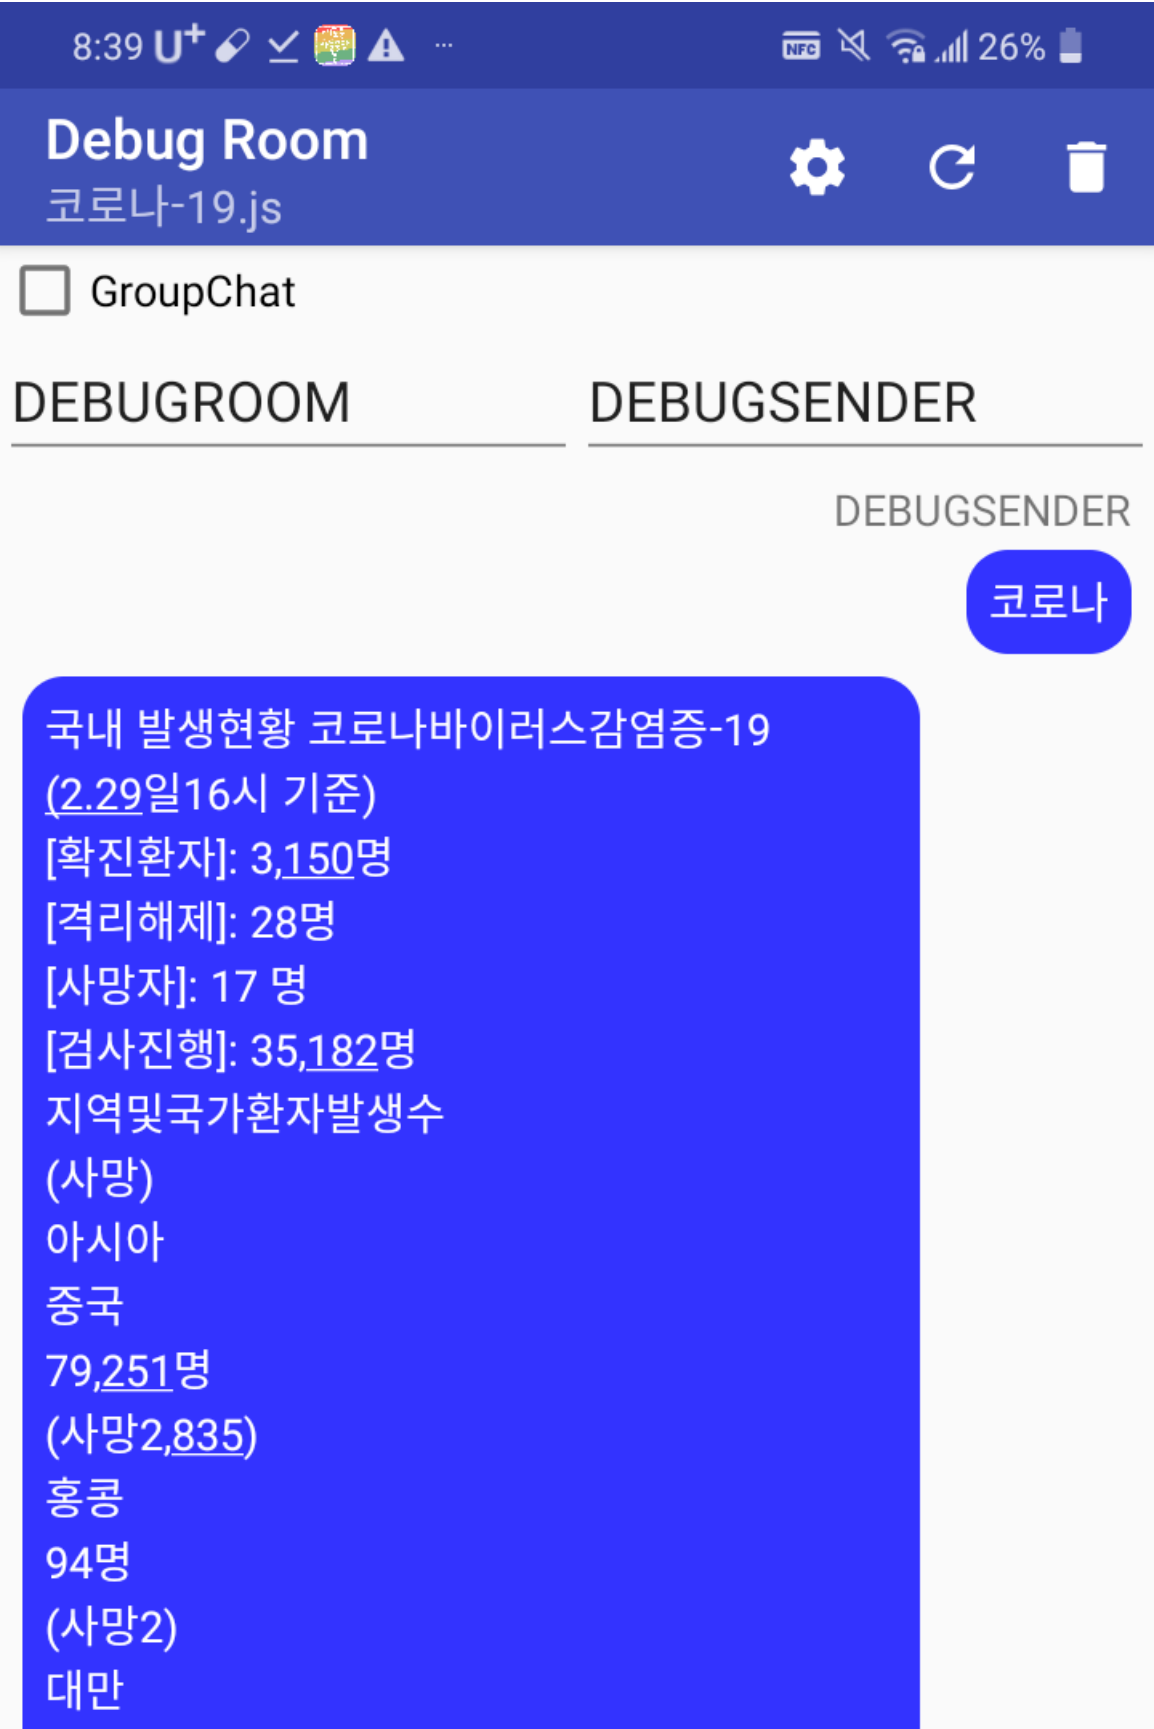 8:39 U+ ... NFC 26%
Debug Room
코로나-19.js
GroupChat
DEBUGROOM DEBUGSENDER
DEBUGSENDER
코로나
국내 발생현황 코로나바이러스감염증-19
(2.29일16시 기준)
[확진환자]: 3,150명
[격리해제]: 28명
[사망자]: 17 명
[검사진행]: 35,182명
지역및국가환자발생수
(사망)
아시아
중국
79,251명
(사망2,835)
홍콩
94명
(사망2)
대만